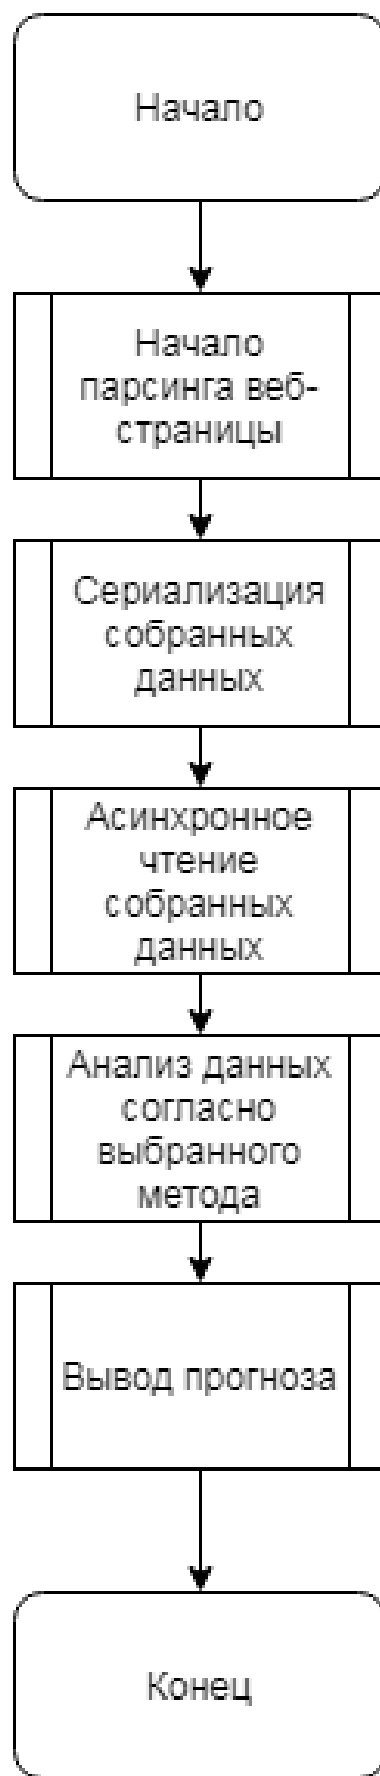 Начало
Начало
парсинга веб-
страницы
Сериализация
собранных
данных
Асинхронное
чтение
собранных
данных
Анализ данных
согласно
выбранного
метода
Вывод прогноза
Конец